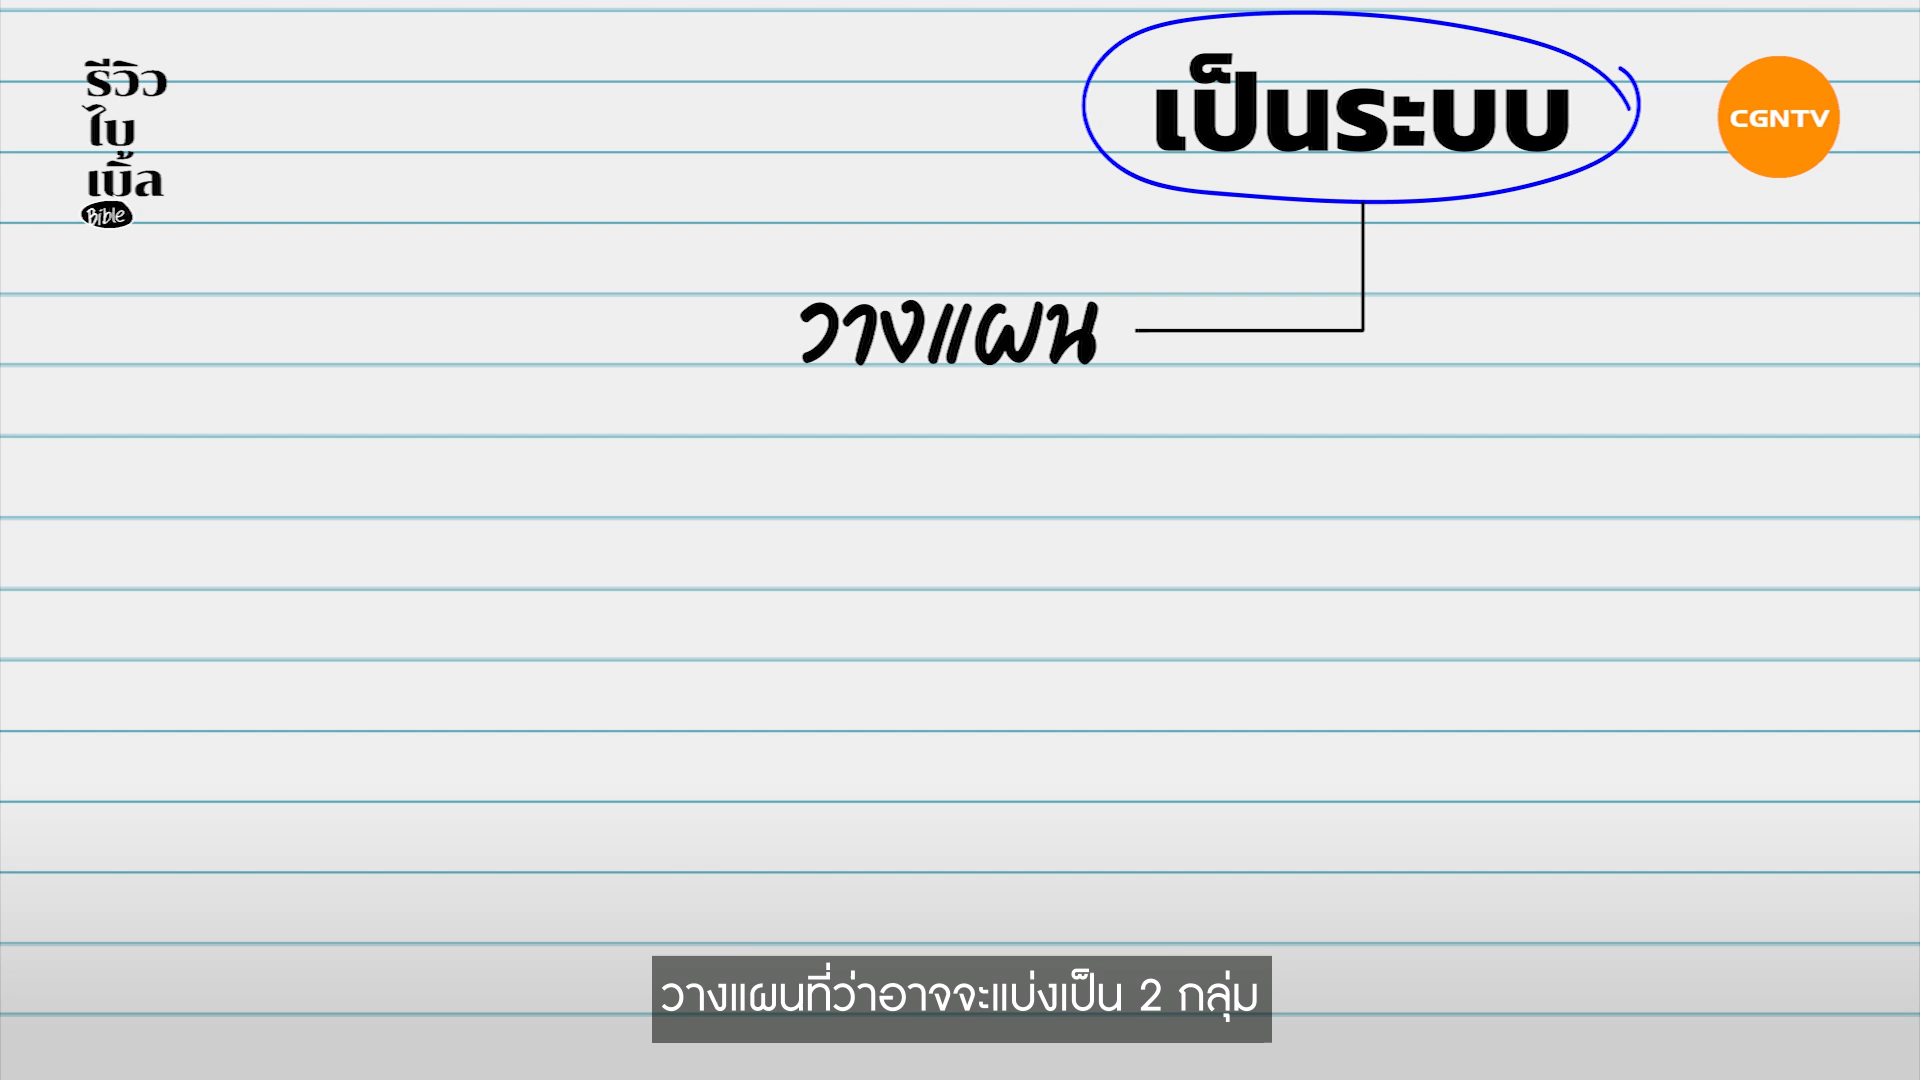 รีวิว
ใบ
เบิ้ล
Bible
เป็นระบบ
CGNTV
วางแผน
วางแผนที่ว่าอาจจะแบ่งเป็น 2 กลุ่ม